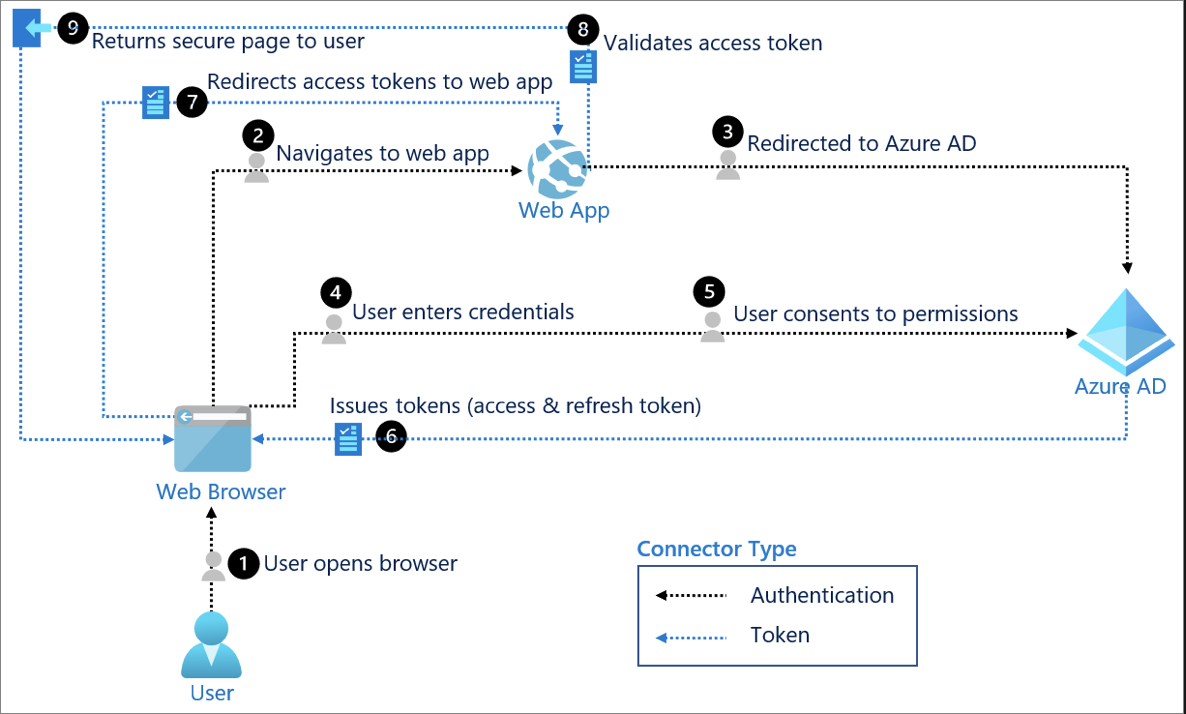 9
Returns secure page to user
8
Validates access token
Redirects access tokens to web app
7
2
Navigates to web app
3
Redirected to Azure AD
Web App
4
User enters credentials
5
User consents to permissions
Azure AD
Issues tokens (access & refresh token)
6
Web Browser
1
User opens browser
User
Connector Type
Authentication
Token